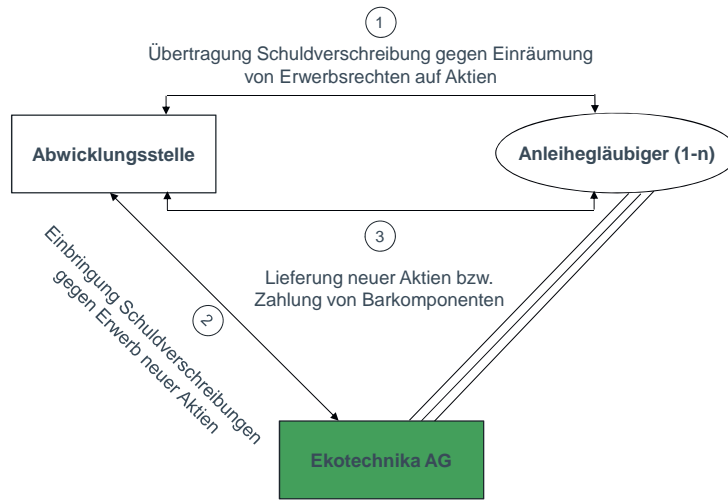 1
Übertragung Schuldverschreibung gegen Einräumung
von Erwerbsrechten auf Aktien
Abwicklungsstelle
Anleihegläubiger (1-n)
3
Lieferung neuer Aktien bzw.
Zahlung von Barkomponenten
2
Einbringung Schuldverschreibungen
gegen Erwerb neuer
Aktien
Ekotechnika AG